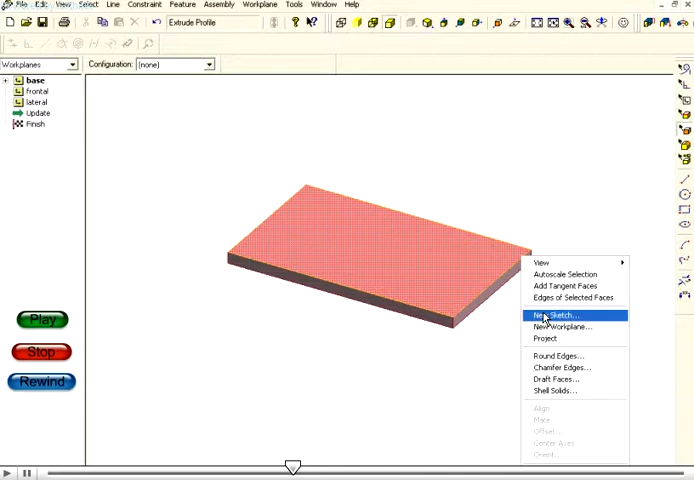 File Edit View Select Line Constraint Feature Assembly Workplane Tools Window Help
Extrude Profile
Workplanes
Configuration: (none)
base
frontal
lateral
Update
Finish
View
Autoscale Selection
Add Tangent Faces
Edges of Selected Faces
New Sketch...
New Workplane...
Project
Round Edges...
Chamfer Edges...
Draft Faces...
Shell Solids...
Align
Mate
Offset...
Center Axes
Orient...
Play
Stop
Rewind